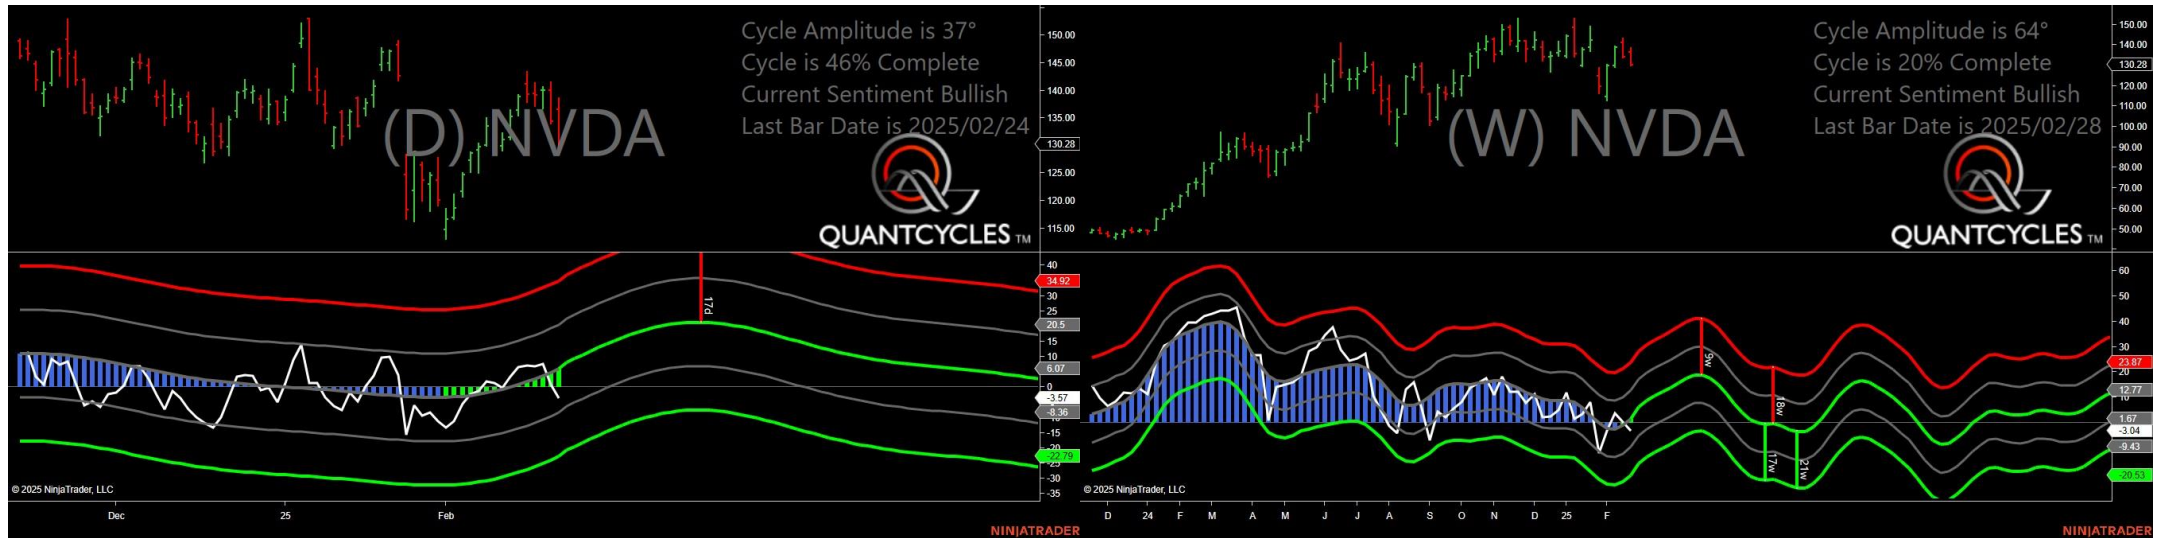 Cycle Amplitude is 37°
Cycle is 46% Complete
Current Sentiment Bullish
Last Bar Date is 2025/02/24
(D) NVDA
QUANTCYCLES TM
150.00
145.00
140.00
135.00
130.28
125.00
120.00
115.00
17d
40
34.92
30
25
20.5
15
10
6.07
0
-3.57
-8.36
-15
-22.79
-25
-30
-35
© 2025 NinjaTrader, LLC
Dec
25
Feb
NINJATRADER
Cycle Amplitude is 64°
Cycle is 20% Complete
Current Sentiment Bullish
Last Bar Date is 2025/02/28
(W) NVDA
QUANTCYCLES TM
150.00
140.00
130.28
120.00
110.00
100.00
90.00
80.00
70.00
60.00
50.00
9w
18w
17w
21w
60
50
40
30
23.87
20
12.77
10
1.67
-3.04
-9.43
-20.53
© 2025 NinjaTrader, LLC
D
24
F
M
A
M
J
J
A
S
O
N
D
25
F
NINJATRADER